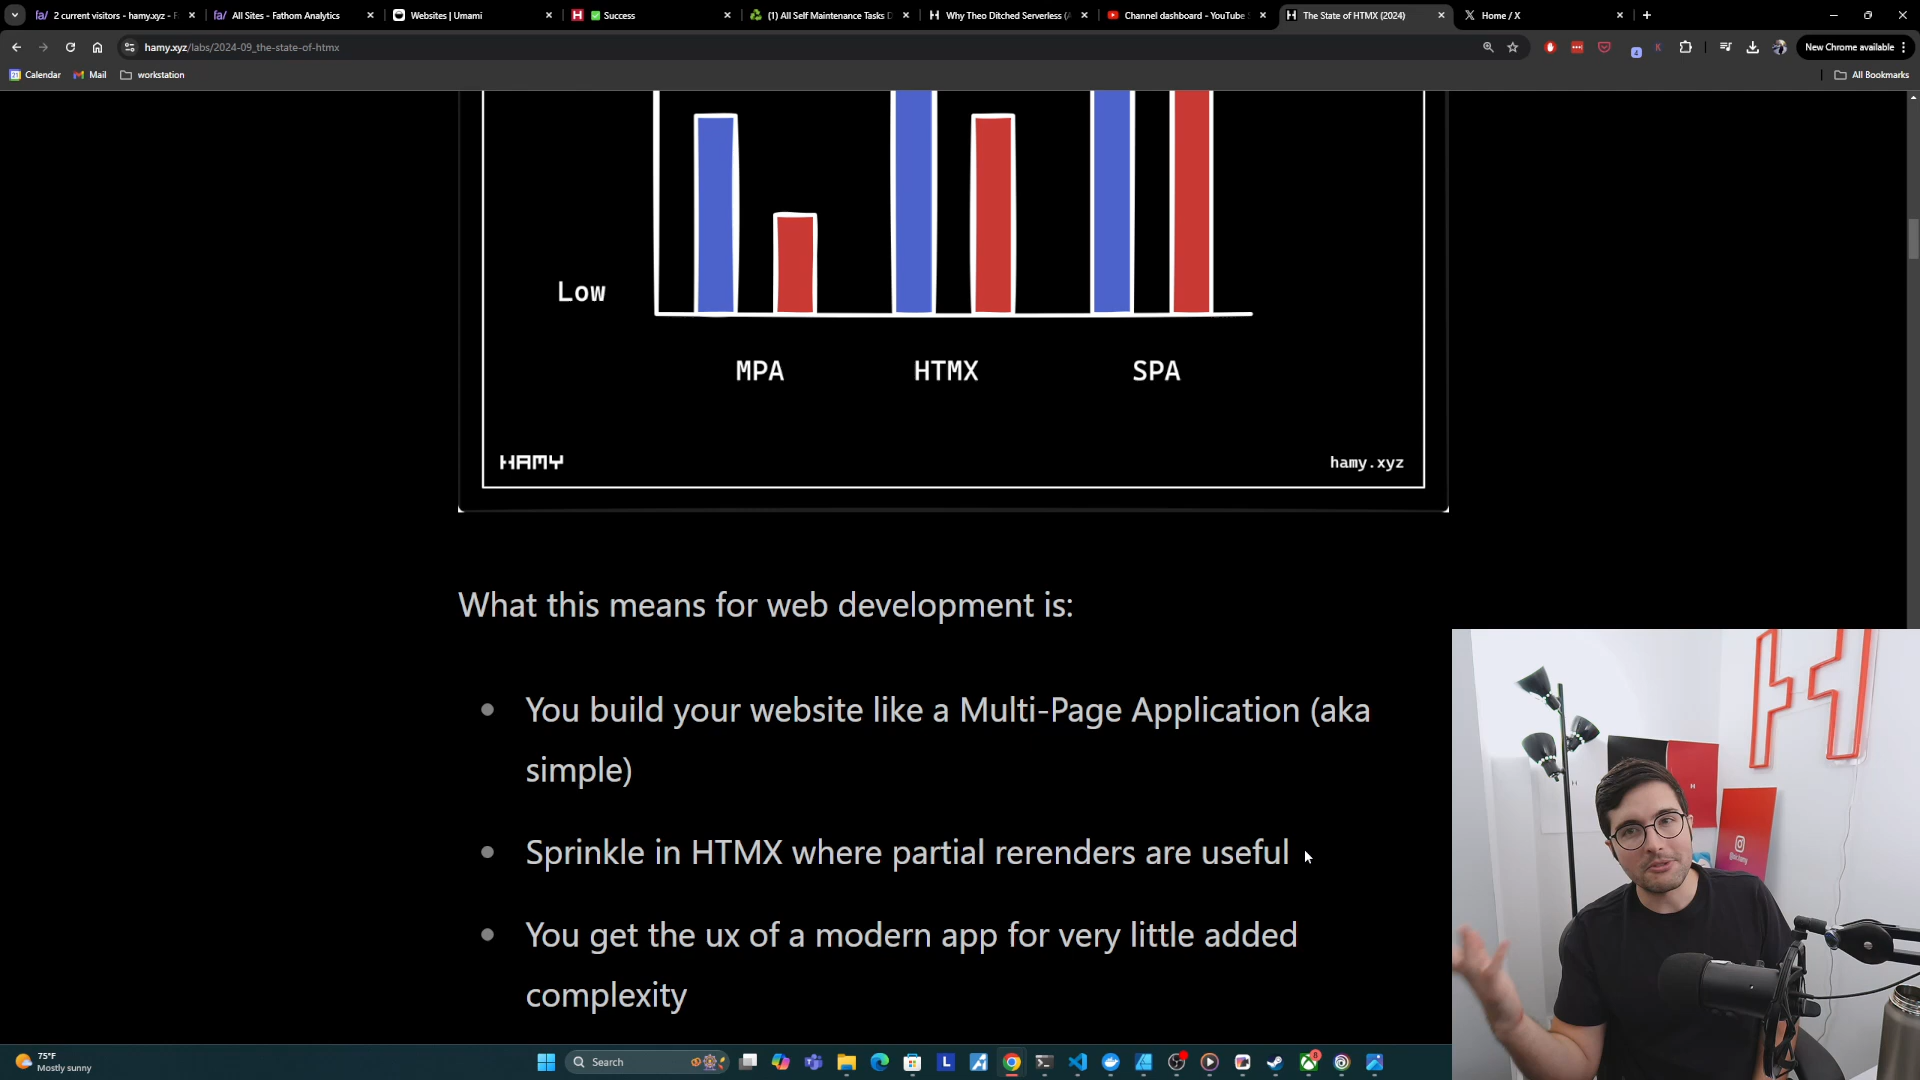 2 current visitors - hamy.xyz - F
All Sites - Fathom Analytics
Websites | Umami
Success
(1) All Self Maintenance Tasks D
Why Theo Ditched Serverless (A
Channel dashboard - YouTube S
The State of HTMX (2024)
Home / X
hamy.xyz/labs/2024-09_the-state-of-htmx
New Chrome available
Calendar
Mail
workstation
All Bookmarks
Low
MPA
HTMX
SPA
HAMY
hamy.xyz
What this means for web development is:
You build your website like a Multi-Page Application (aka
simple)
Sprinkle in HTMX where partial rerenders are useful
You get the ux of a modern app for very little added
complexity
75°F
Mostly sunny
Search